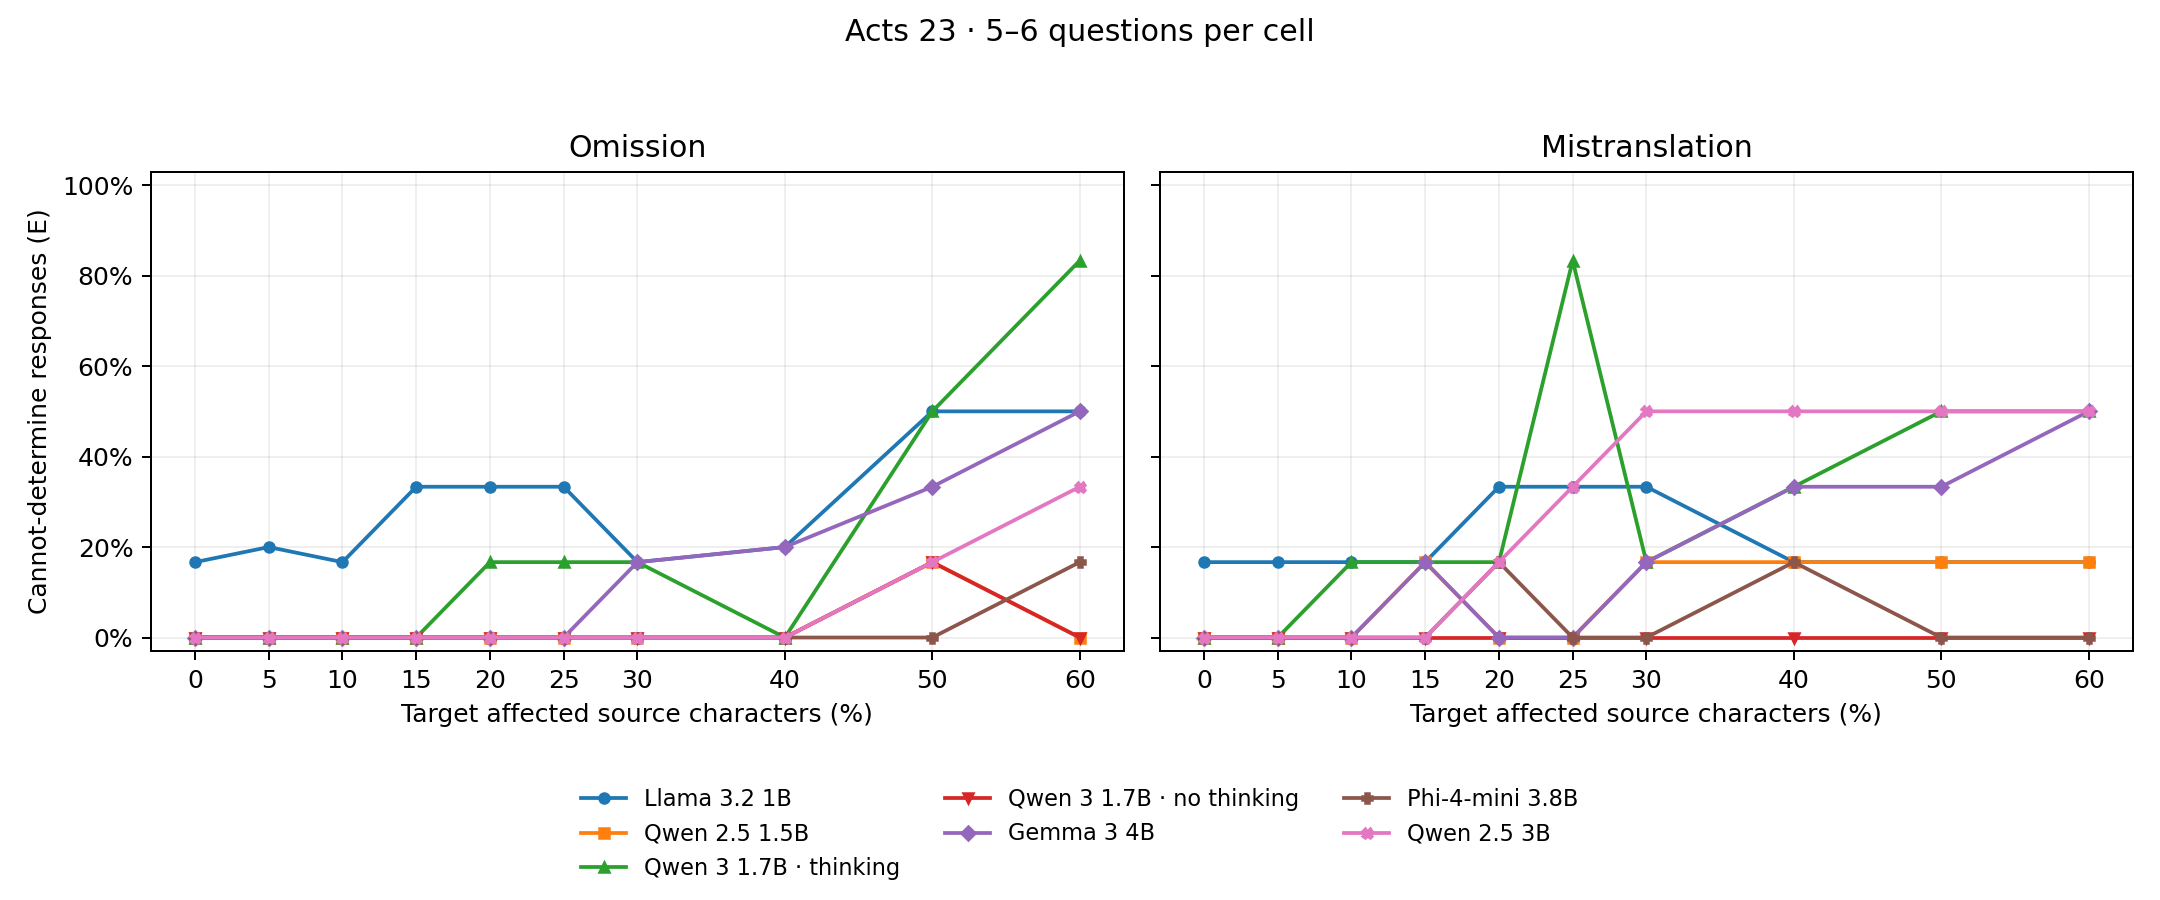 Acts 23 · 5–6 questions per cell
Omission
Mistranslation
Cannot-determine responses (E)
100%
80%
60%
40%
20%
0%
0 5 10 15 20 25 30 40 50 60
0 5 10 15 20 25 30 40 50 60
Target affected source characters (%)
Target affected source characters (%)
Llama 3.2 1B
Qwen 2.5 1.5B
Qwen 3 1.7B · thinking
Qwen 3 1.7B · no thinking
Gemma 3 4B
Phi-4-mini 3.8B
Qwen 2.5 3B